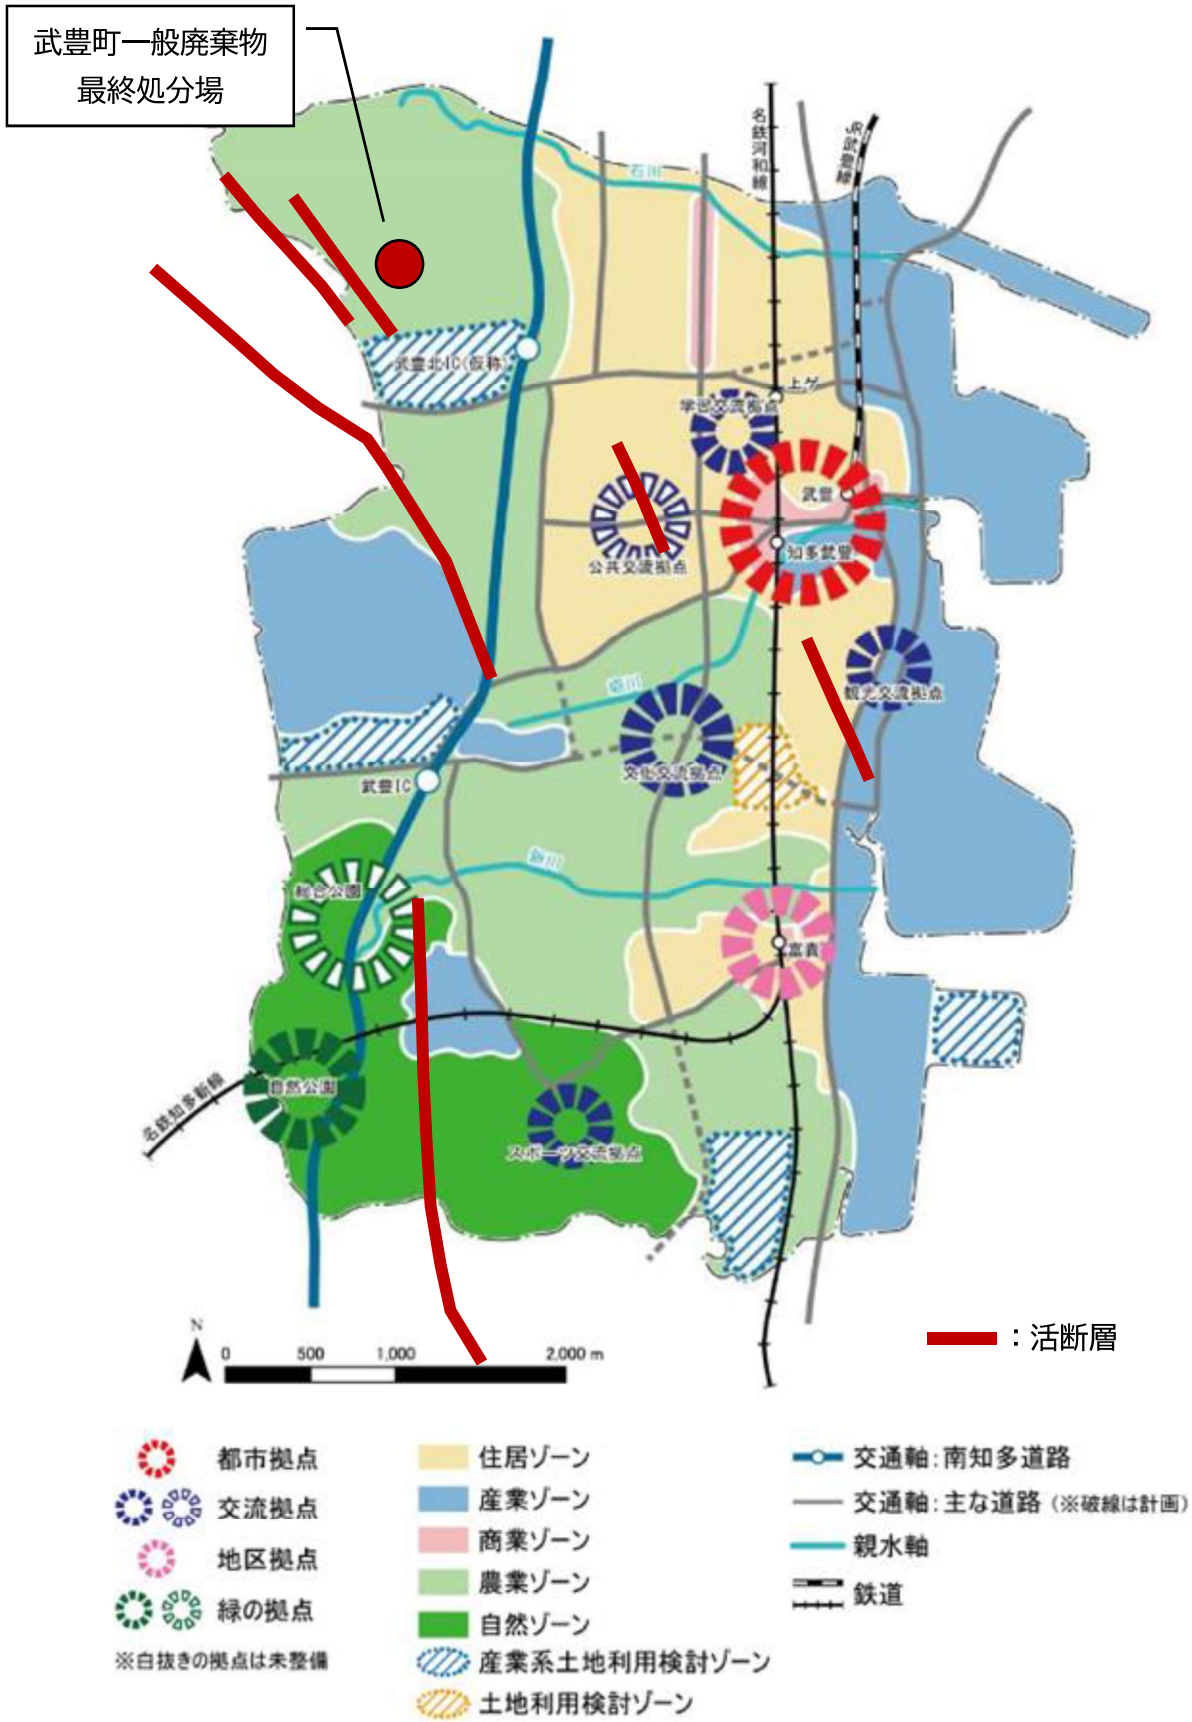 武豊町一般廃棄物
最終処分場
名鉄河和線
JR武豊線
石川
武豊北IC(仮称)
上ゲ
学習交流拠点
武豊
知多武豊
公共交流拠点
観光交流拠点
堀川
文化交流拠点
武豊IC
総合公園
富貴
自然公園
名鉄知多新線
スポーツ交流拠点
N
0 500 1,000 2,000 m
：活断層
都市拠点
交流拠点
地区拠点
緑の拠点
※白抜きの拠点は未整備
住居ゾーン
産業ゾーン
商業ゾーン
農業ゾーン
自然ゾーン
産業系土地利用検討ゾーン
土地利用検討ゾーン
交通軸：南知多道路
交通軸：主な道路（※破線は計画）
親水軸
鉄道